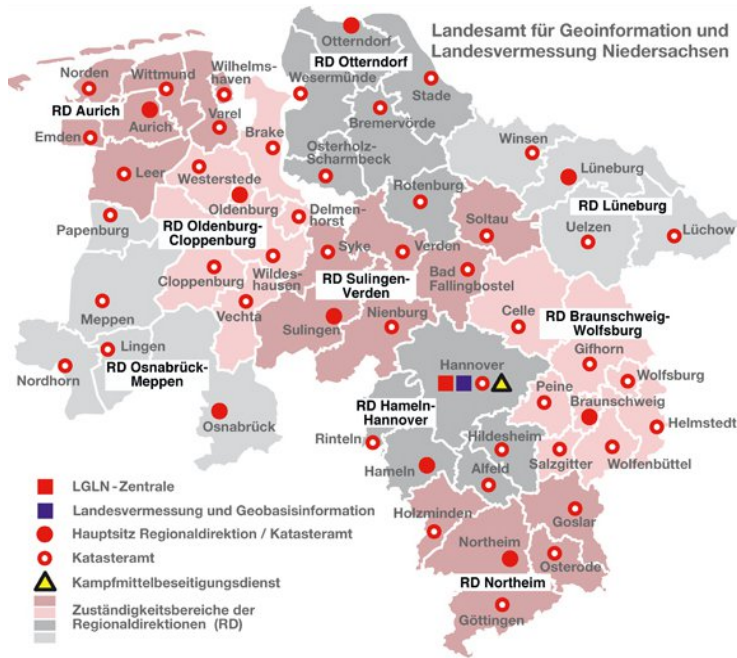 Landesamt für Geoinformation und
Landesvermessung Niedersachsen
Otterndorf
RD Otterndorf
Wilhelms-
haven
Norden
Wittmund
Wesermünde
Stade
RD Aurich
Aurich
Varel
Bremervörde
Emden
Brake
Osterholz-
Scharmbeck
Winsen
Lüneburg
Leer
Westerstede
Rotenburg
Oldenburg
RD Lüneburg
Papenburg
RD Oldenburg-
Cloppenburg
Delmen-
horst
Soltau
Uelzen
Lüchow
Syke
Verden
Cloppenburg
Wildes-
hausen
RD Sulingen-
Verden
Bad
Fallingbostel
Meppen
Vechta
Sulingen
Nienburg
Celle
RD Braunschweig-
Wolfsburg
Lingen
Nordhorn
RD Osnabrück-
Meppen
Hannover
Gifhorn
Wolfsburg
Peine
Braunschweig
Osnabrück
RD Hameln-
Hannover
Rinteln
Hildesheim
Helmstedt
Hameln
Alfeld
Salzgitter
Wolfenbüttel
Holzminden
Goslar
Northeim
Osterode
RD Northeim
Göttingen
LGLN-Zentrale
Landesvermessung und Geobasisinformation
Hauptsitz Regionaldirektion / Katasteramt
Katasteramt
Kampfmittelbeseitigungsdienst
Zuständigkeitsbereiche der
Regionaldirektionen (RD)